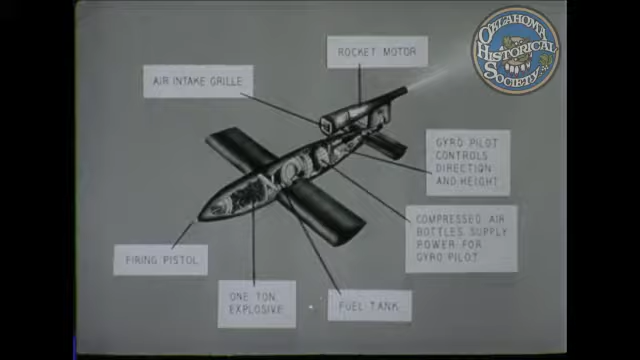 OKLAHOMA
HISTORICAL
SOCIETY
ROCKET MOTOR
AIR INTAKE GRILLE
GYRO PILOT
CONTROLS
DIRECTION
AND HEIGHT
COMPRESSED AIR
BOTTLES SUPPLY
POWER FOR
GYRO PILOT
FIRING PISTOL
ONE TON
EXPLOSIVE
FUEL TANK